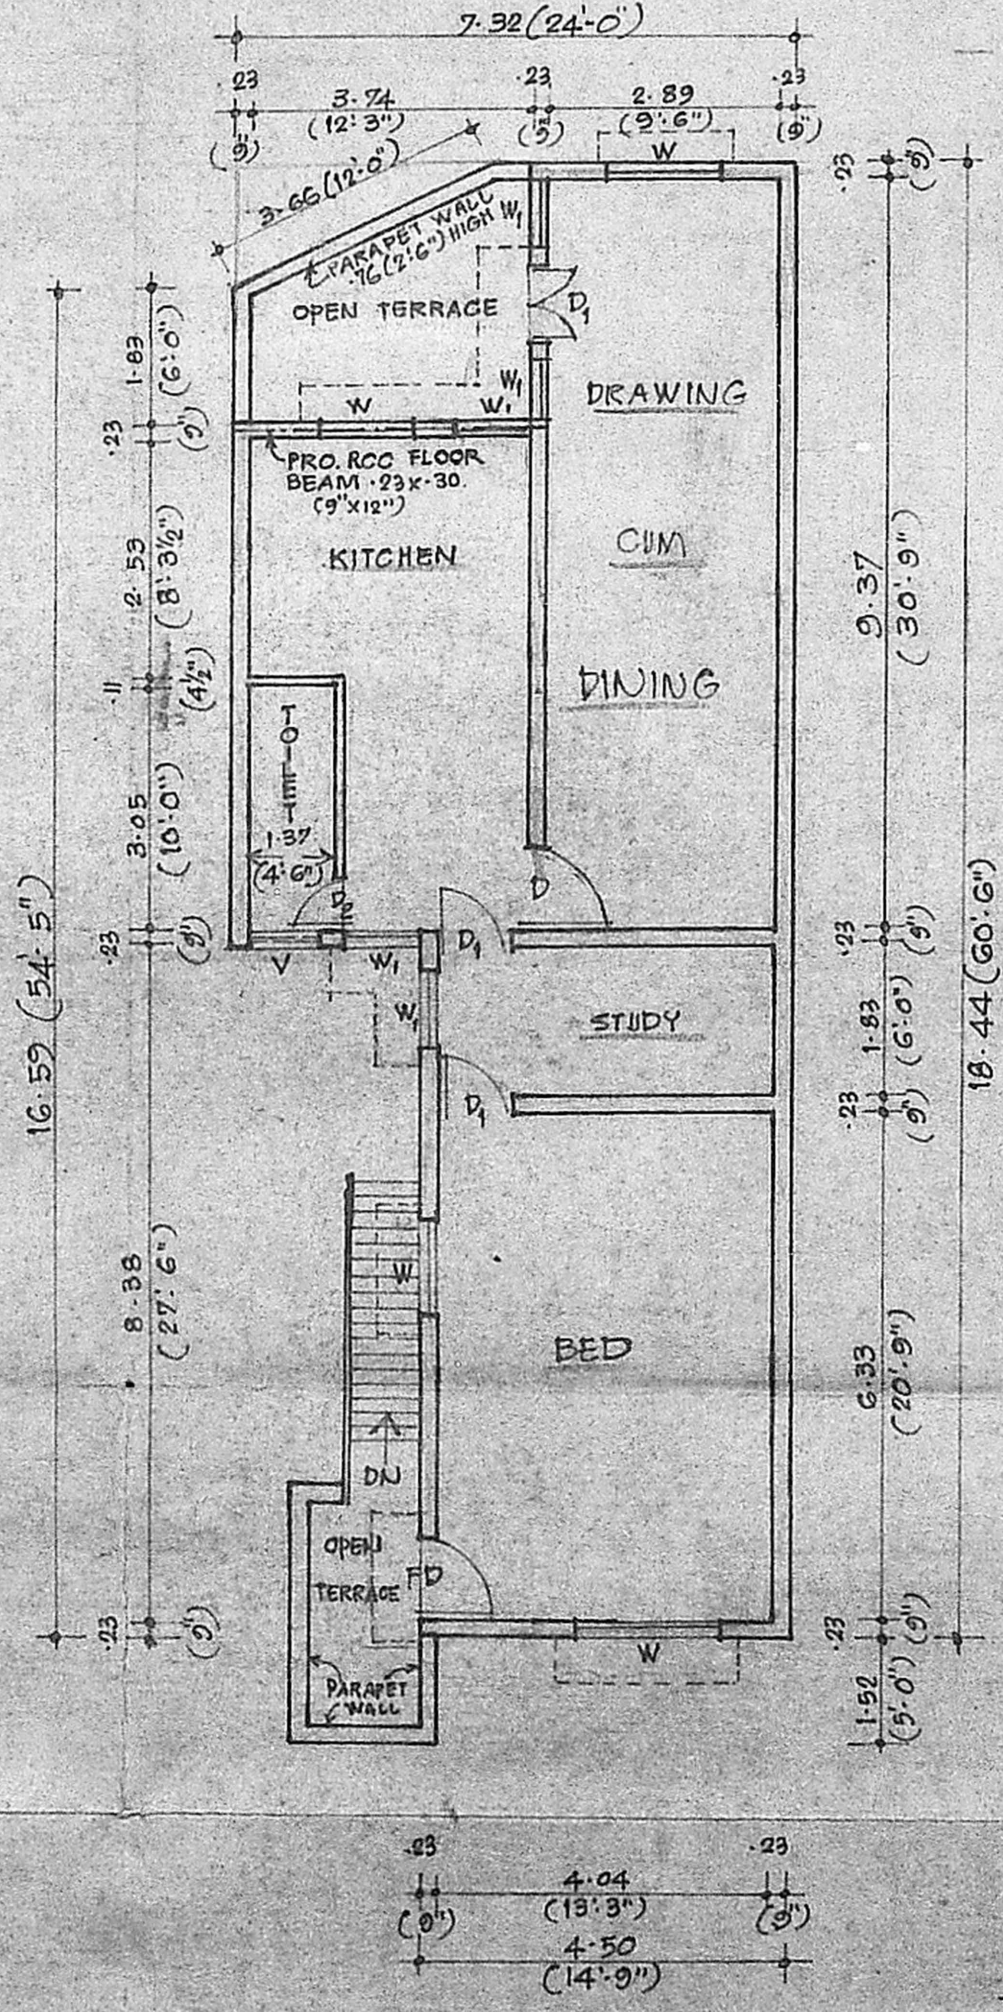 7.32 (24'-0")
.23
3.74
(12'3")
.23
2.89
(9'.6")
.23
(9")
(9")
(9")
3.66 (12'.0")
W
PARAPET WALL
.76 (2'.6") HIGH
W1
OPEN TERRACE
D1
W1
W
W1
.23
(9")
1.83
(6'.0")
.23
(9")
PRO. RCC FLOOR
BEAM .23 X .30.
(9"X12")
DRAWING
KITCHEN
CUM
DINING
2.53
(8'.3½")
.11
(4½")
3.05
(10'.0")
.23
(9")
9.37
(30'.9")
TOILET
1.37
(4'.6")
D2
D
D1
V
W1
W1
STUDY
D1
16.59 (54'.5")
.23
(9")
1.83
(6'.0")
.23
(9")
18.44 (60'.6")
8.38
(27'.6")
W
BED
6.33
(20'.9")
DN
OPEN
TERRACE
FD
.23
(9")
PARAPET
WALL
W
.23
(9")
1.52
(5'.0")
.23
4.04
(13'.3")
.23
(9")
(9")
4.50
(14'.9")